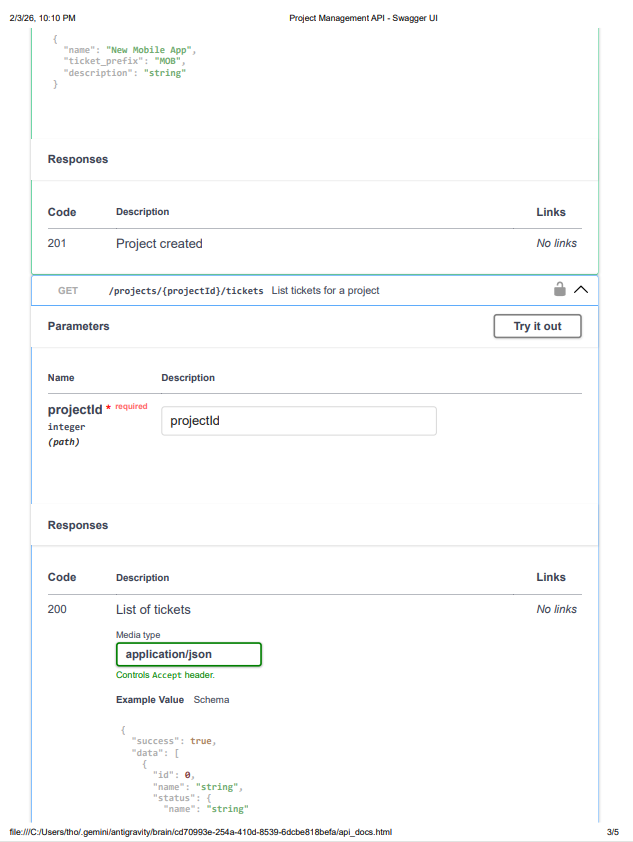 2/3/26, 10:10 PM Project Management API - Swagger UI
{
"name": "New Mobile App",
"ticket_prefix": "MOB",
"description": "string"
}
Responses
Code Description Links
201 Project created No links
GET /projects/{projectId}/tickets List tickets for a project
Parameters Try it out
Name Description
projectId * required projectId
integer
(path)
Responses
Code Description Links
200 List of tickets No links
Media type
application/json
Controls Accept header.
Example Value Schema
{
"success": true,
"data": [
{
"id": 0,
"name": "string",
"status": {
"name": "string"
file:///C:/Users/tho/.gemini/antigravity/brain/cd70993e-254a-410d-8539-6dcbe818befa/api_docs.html 3/5